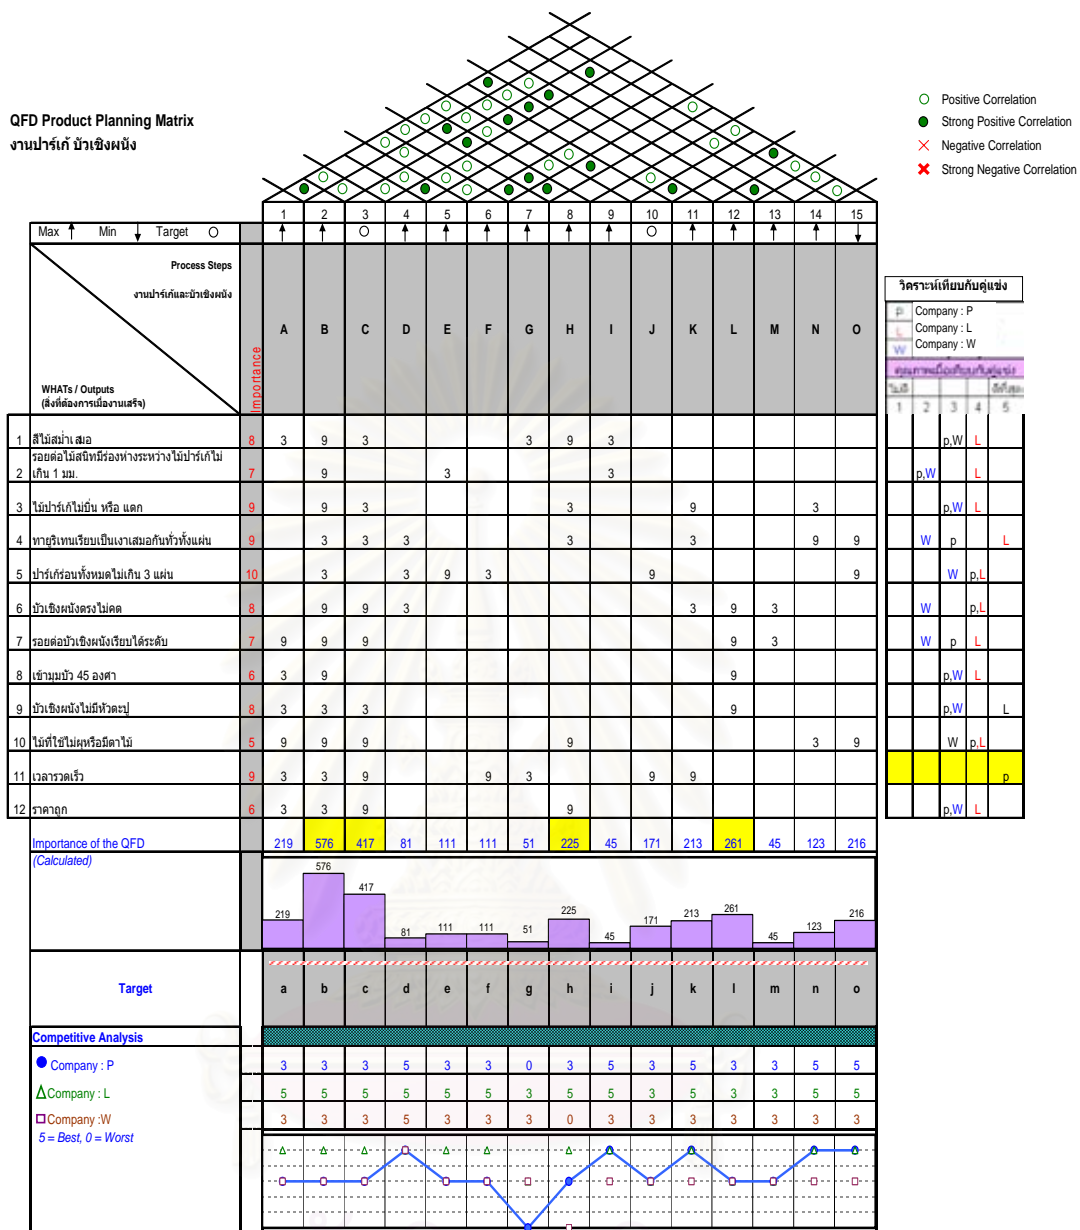 QFD Product Planning Matrix
งานปาร์เก้ บัวเชิงผนัง
Positive Correlation
Strong Positive Correlation
Negative Correlation
Strong Negative Correlation
1 2 3 4 5 6 7 8 9 10 11 12 13 14 15
Max Min Target
Process Steps
งานปาร์เก้และบัวเชิงผนัง
Importance
A B C D E F G H I J K L M N O
WHATs / Outputs
(สิ่งที่ต้องการเมื่องานเสร็จ)
วิคราะห์เทียบกับคู่แข่ง
P Company : P
L Company : L
W Company : W
คุณภาพเมื่อเทียบกับคู่แข่ง
ไม่ดี ดีที่สุด
1 2 3 4 5
1 สีไม้สม่ำเสมอ 8 3 9 3 3 9 3 p,W L
รอยต่อไม้สนิทมีร่องห่างระหว่างไม้ปาร์เก้ไม่
2 เกิน 1 มม. 7 9 3 3 p,W L
3 ไม้ปาร์เก้ไม่บิ่น หรือ แตก 9 9 3 3 9 3 p,W L
4 ทายูริเทนเรียบเป็นเงาเสมอกันทั่วทั้งแผ่น 9 3 3 3 3 3 9 9 W p L
5 ปาร์เก้ร่อนทั้งหมดไม่เกิน 3 แผ่น 10 3 3 9 3 9 9 W p,L
6 บัวเชิงผนังตรงไม่คด 8 9 9 3 3 9 3 W p,L
7 รอยต่อบัวเชิงผนังเรียบได้ระดับ 7 9 9 9 9 3 W p L
8 เข้ามุมบัว 45 องศา 6 3 9 9 p,W L
9 บัวเชิงผนังไม่มีหัวตะปู 8 3 3 3 9 p,W L
10 ไม้ที่ใช้ไม่ผุหรือมีตาไม้ 5 9 9 9 9 3 9 W p,L
11 เวลารวดเร็ว 9 3 3 9 9 3 9 9 p
12 ราคาถูก 6 3 3 9 9 p,W L
Importance of the QFD 219 576 417 81 111 111 51 225 45 171 213 261 45 123 216
(Calculated)
219 576 417 81 111 111 51 225 45 171 213 261 45 123 216
Target a b c d e f g h i j k l m n o
Competitive Analysis
Company : P 3 3 3 5 3 3 0 3 5 3 5 3 3 5 5
Company : L 5 5 5 5 5 5 3 5 5 3 5 3 3 5 5
Company :W 3 3 3 5 3 3 3 0 3 3 3 3 3 3 3
5 = Best, 0 = Worst